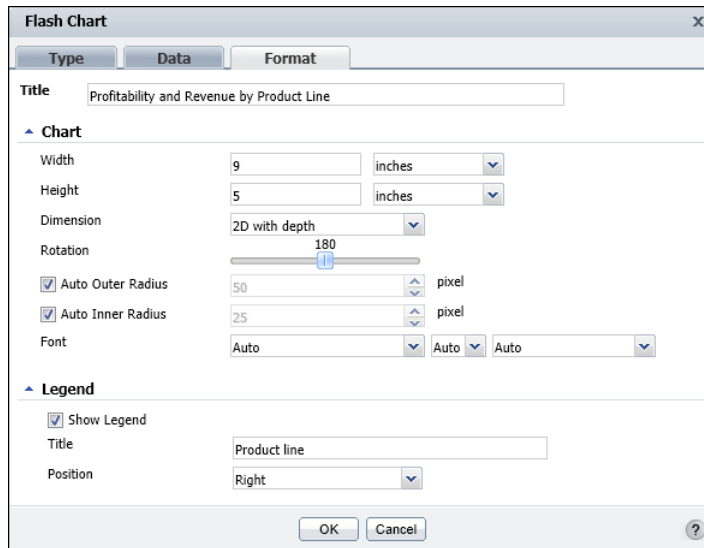 Flash Chart x
Type Data Format
Title Profitability and Revenue by Product Line
Chart
Width 9 inches
Height 5 inches
Dimension 2D with depth
180
Rotation
Auto Outer Radius 50 pixel
Auto Inner Radius 25 pixel
Font Auto Auto Auto
Legend
Show Legend
Title Product line
Position Right
OK Cancel ?